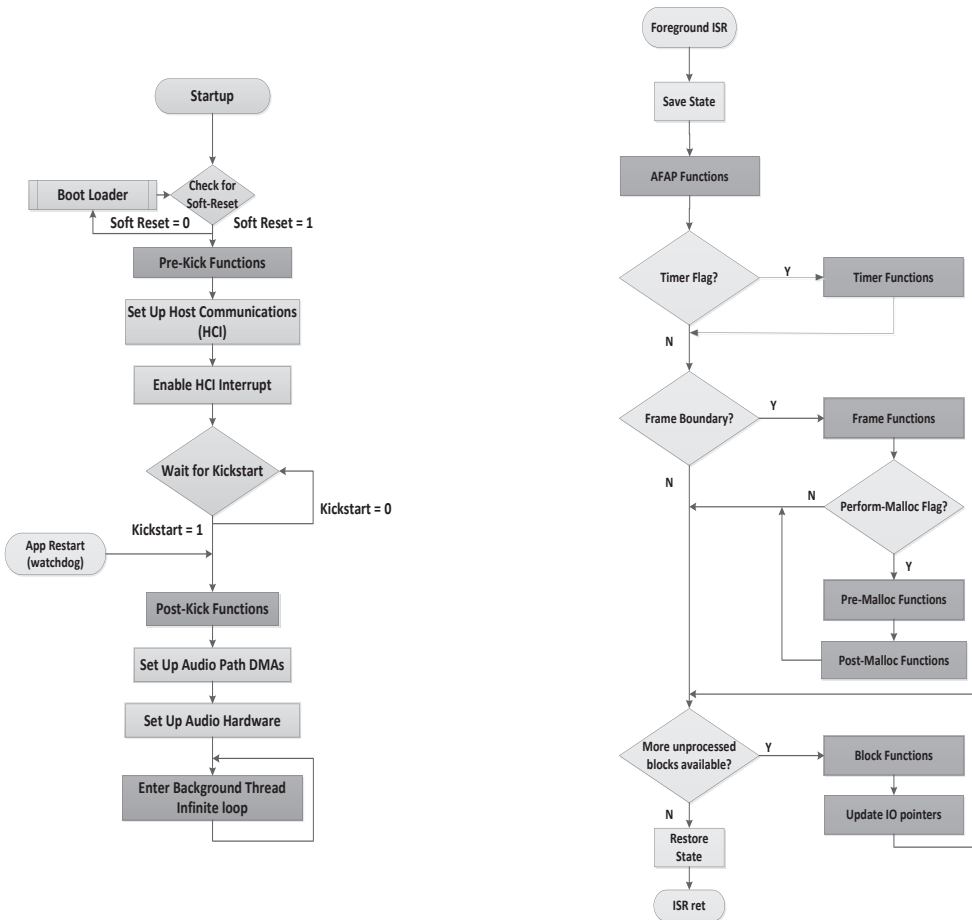 Startup
Check for
Soft-Reset
Boot Loader
Soft Reset = 0
Soft Reset = 1
Pre-Kick Functions
Set Up Host Communications
(HCI)
Enable HCI Interrupt
Wait for Kickstart
Kickstart = 0
Kickstart = 1
App Restart
(watchdog)
Post-Kick Functions
Set Up Audio Path DMAs
Set Up Audio Hardware
Enter Background Thread
Infinite loop
Foreground ISR
Save State
AFAP Functions
Timer Flag?
Y
Timer Functions
N
Frame Boundary?
Y
Frame Functions
N
Perform-Malloc Flag?
N
Y
Pre-Malloc Functions
Post-Malloc Functions
More unprocessed
blocks available?
Y
Block Functions
Update IO pointers
N
Restore
State
ISR ret